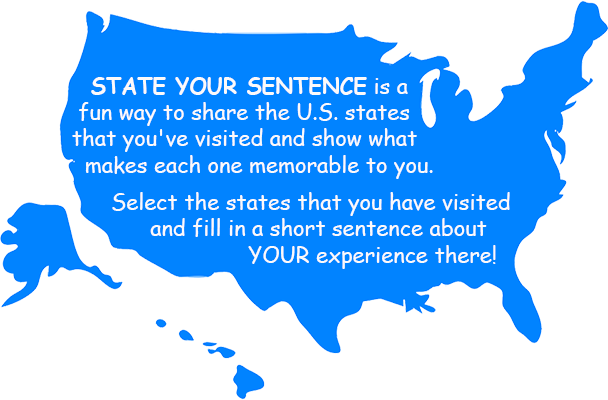 STATE YOUR SENTENCE is a
fun way to share the U.S. states
that you've visited and show what
makes each one memorable to you.
Select the states that you have visited
and fill in a short sentence about
YOUR experience there!